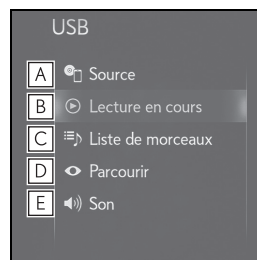 USB
A Source
B Lecture en cours
C Liste de morceaux
D Parcourir
E Son